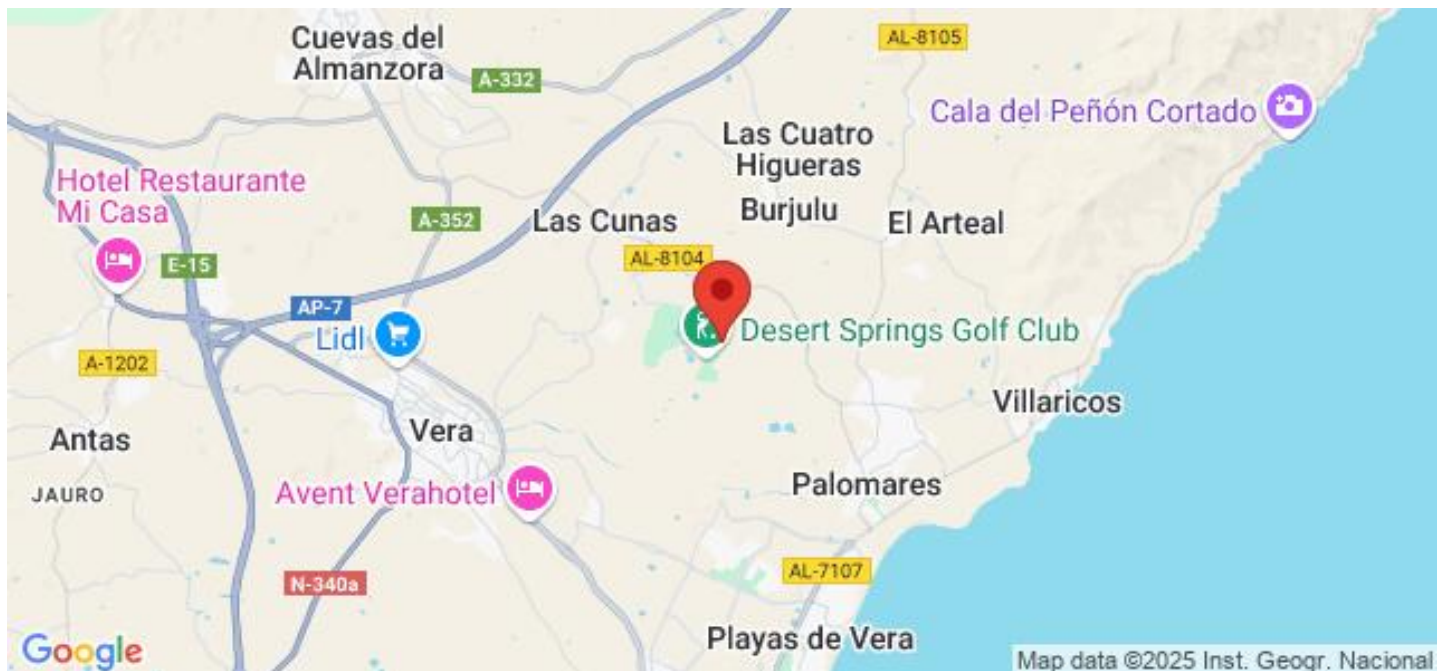 Cuevas del
Almanzora
AL-8105
A-332
Cala del Peñón Cortado
Las Cuatro
Higueras
Hotel Restaurante
Mi Casa
A-352
Las Cunas
Burjulu
El Arteal
AL-8104
E-15
AP-7
Lidl
Desert Springs Golf Club
A-1202
Villaricos
Antas
Vera
JAURO
Avent Verahotel
Palomares
N-340a
AL-7107
Playas de Vera
Google
Map data ©2025 Inst. Geogr. Nacional